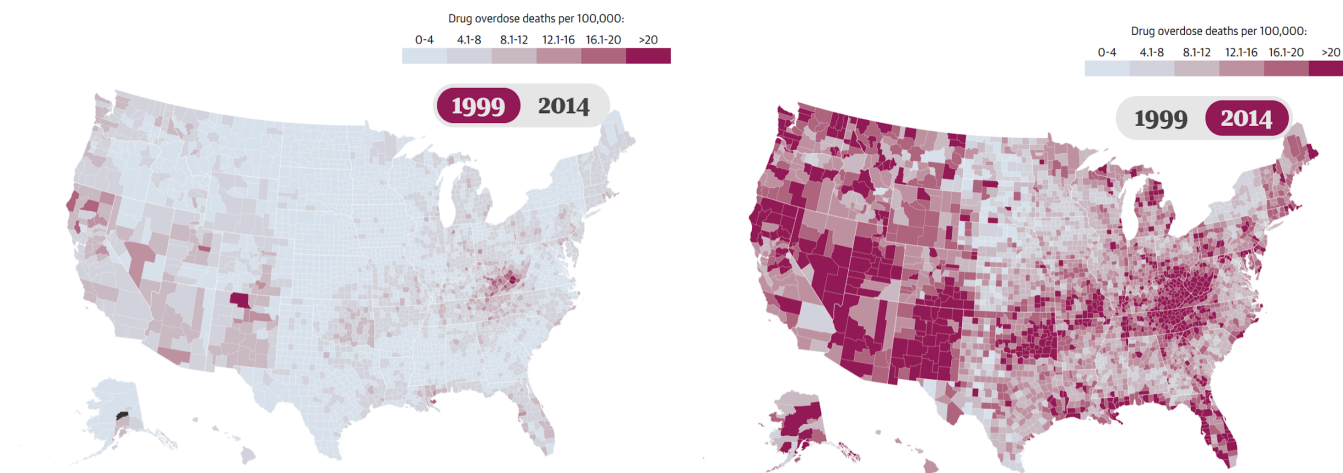 Drug overdose deaths per 100,000:
0-4 4.1-8 8.1-12 12.1-16 16.1-20 >20
1999 2014
Drug overdose deaths per 100,000:
0-4 4.1-8 8.1-12 12.1-16 16.1-20 >20
1999 2014